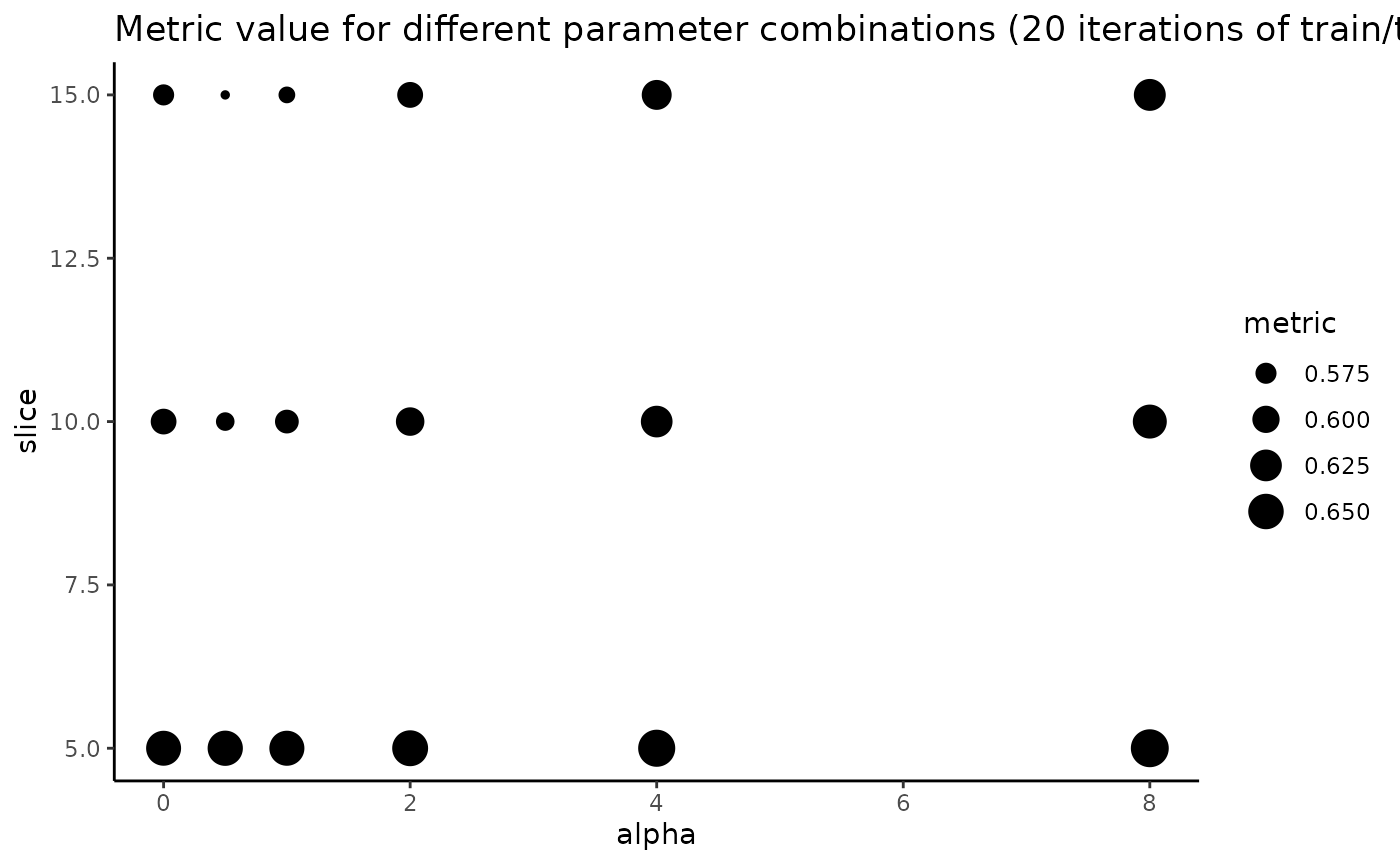 Metric value for different parameter combinations (20 iterations of train/
15.0
12.5
10.0
7.5
5.0
slice
0 2 4 6 8
alpha
metric
0.575
0.600
0.625
0.650